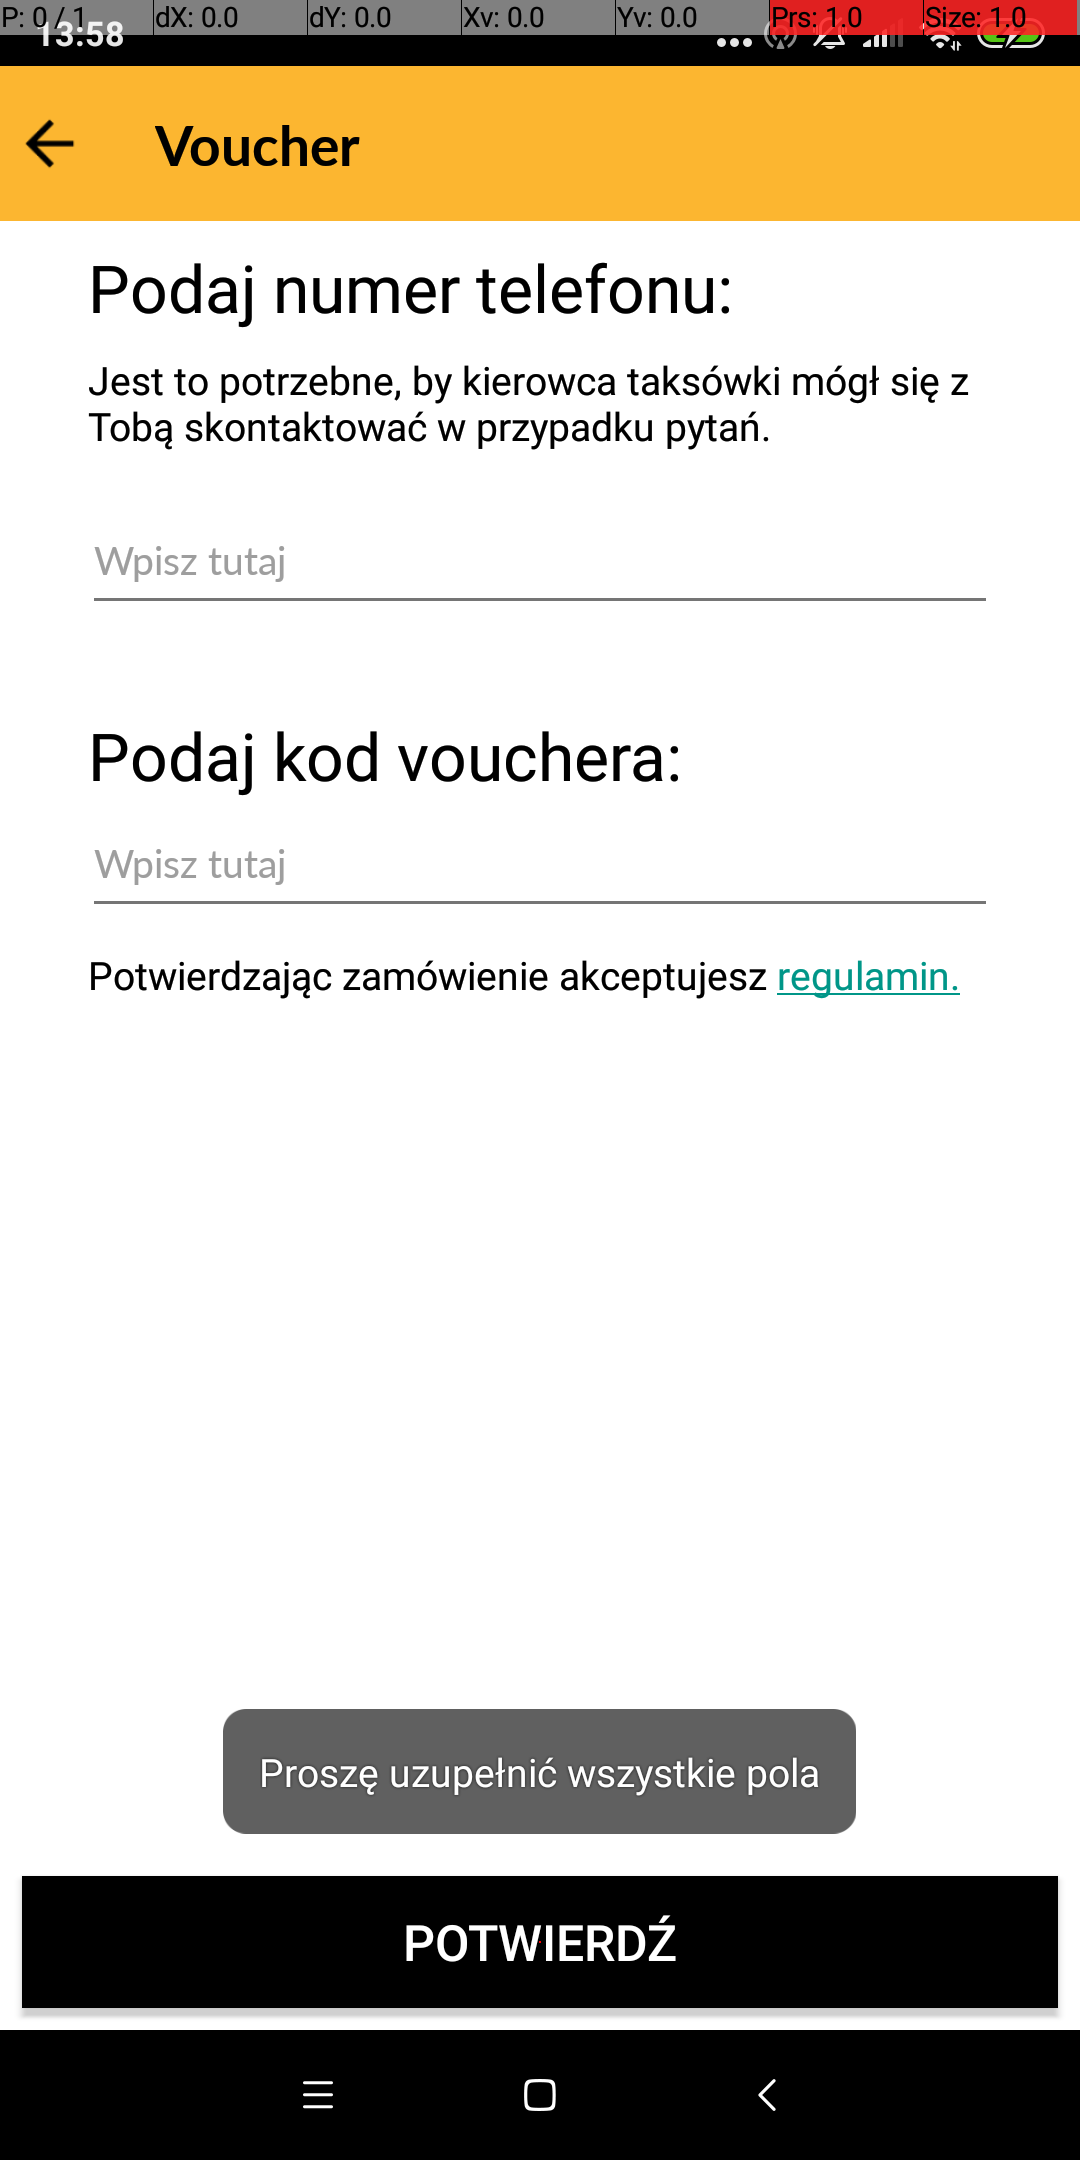 P: 0 / 1 dX: 0.0 dY: 0.0 Xv: 0.0 Yv: 0.0 Prs: 1.0 Size: 1.0
13:58
Voucher
Podaj numer telefonu:
Jest to potrzebne, by kierowca taksówki mógł się z
Tobą skontaktować w przypadku pytań.
Wpisz tutaj
Podaj kod vouchera:
Wpisz tutaj
Potwierdzając zamówienie akceptujesz regulamin.
Proszę uzupełnić wszystkie pola
POTWIERDŹ